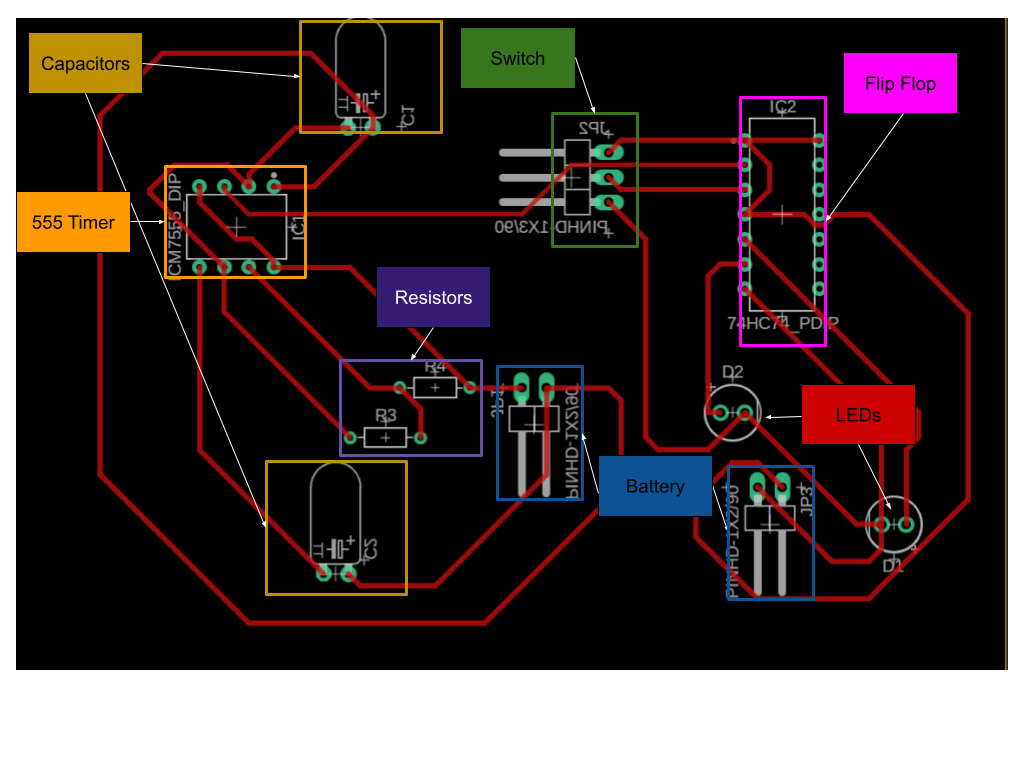 Capacitors
C1
Switch
JP2
PINHD-1X3/90
Flip Flop
IC2
74HC74_PDIP
555 Timer
ICM7555_DIP
IC1
Resistors
R4
R3
JP1
PINHD-1X2/90
D2
LEDs
Battery
PINHD-1X2/90
JP3
D1
C2